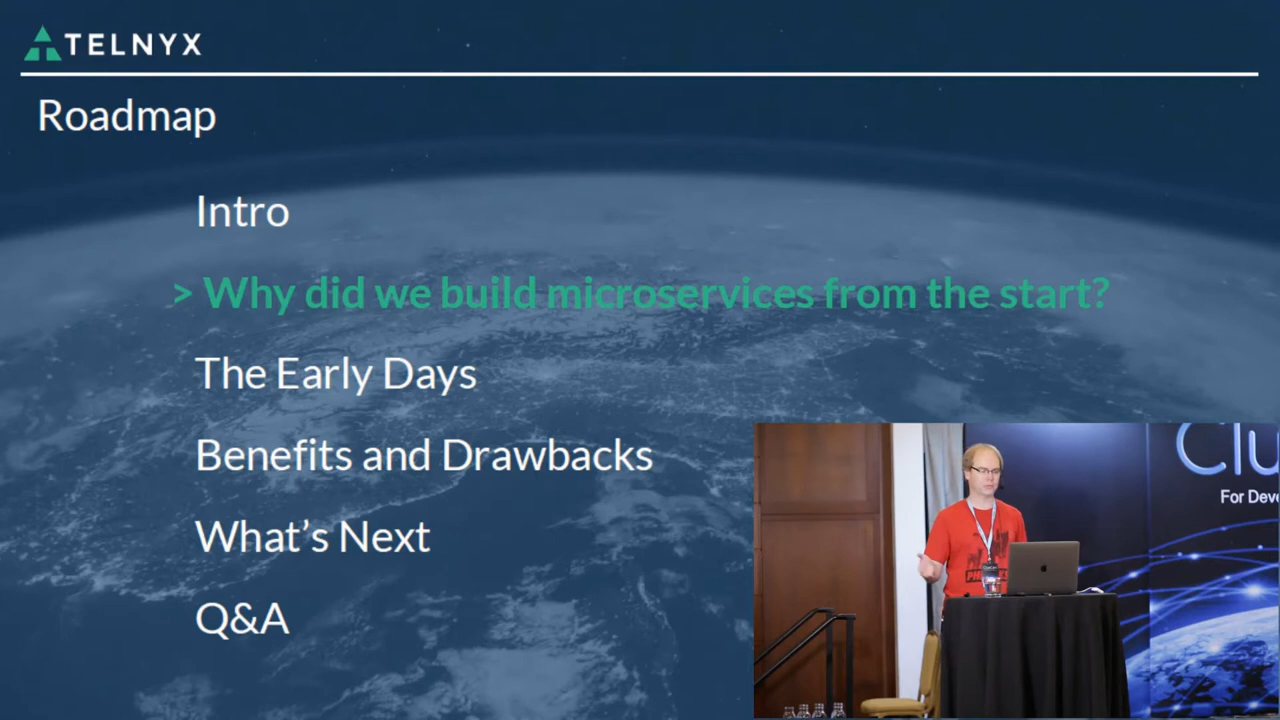 TELNYX
Roadmap
Intro
> Why did we build microservices from the start?
The Early Days
Benefits and Drawbacks
What's Next
Q&A
Clu
For Deve